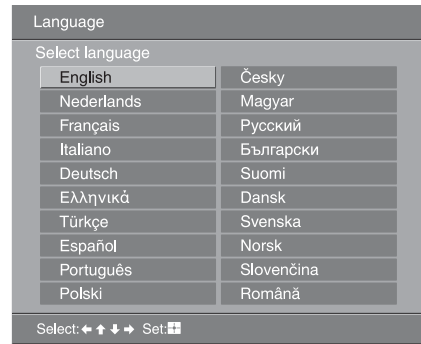 Language
Select language
English Česky
Nederlands Magyar
Français Русский
Italiano Български
Deutsch Suomi
Ελληνικά Dansk
Türkçe Svenska
Español Norsk
Português Slovenčina
Polski Română
Select: ← ↑ ↓ → Set: